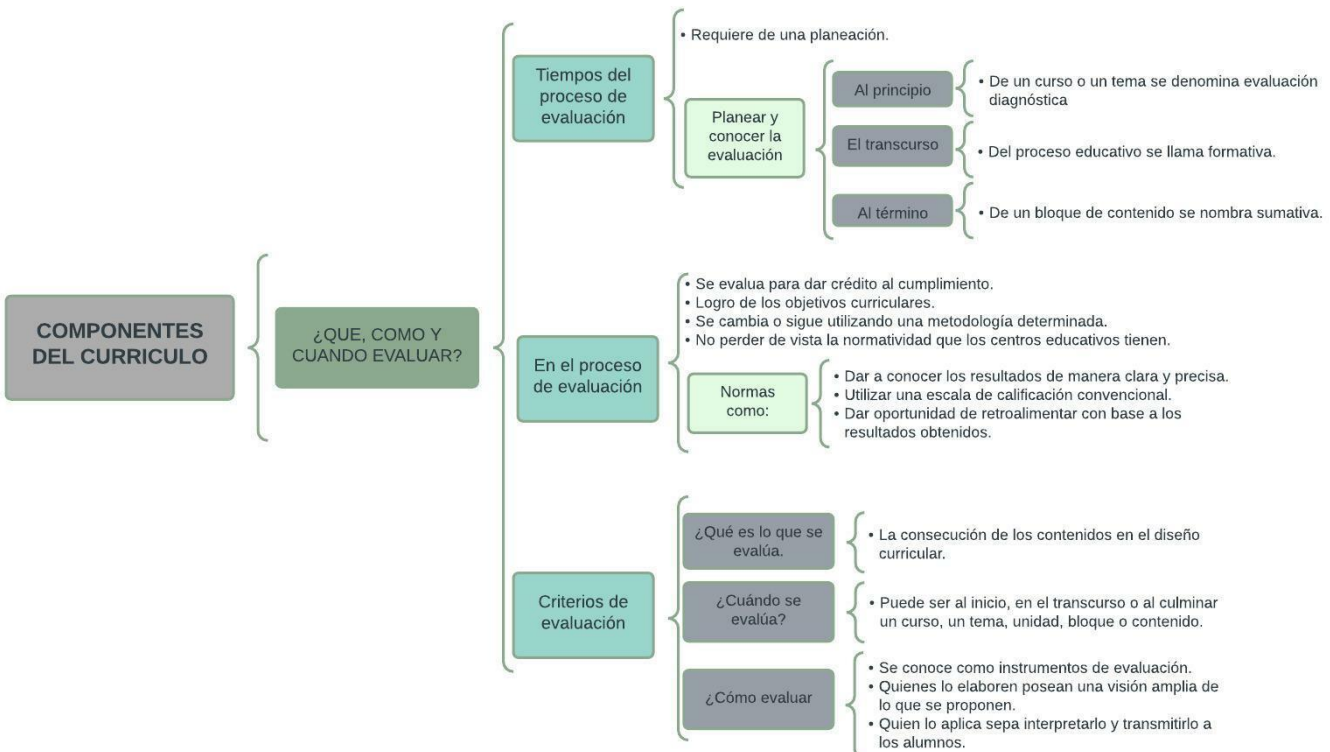 COMPONENTES
DEL CURRICULO
¿QUE, COMO Y
CUANDO EVALUAR?
Tiempos del
proceso de
evaluación
• Requiere de una planeación.
Planear y
conocer la
evaluación
Al principio
• De un curso o un tema se denomina evaluación
diagnóstica
El transcurso
• Del proceso educativo se llama formativa.
Al término
• De un bloque de contenido se nombra sumativa.
En el proceso
de evaluación
• Se evalua para dar crédito al cumplimiento.
• Logro de los objetivos curriculares.
• Se cambia o sigue utilizando una metodología determinada.
• No perder de vista la normatividad que los centros educativos tienen.
Normas
como:
• Dar a conocer los resultados de manera clara y precisa.
• Utilizar una escala de calificación convencional.
• Dar oportunidad de retroalimentar con base a los
resultados obtenidos.
Criterios de
evaluación
¿Qué es lo que se
evalúa.
• La consecución de los contenidos en el diseño
curricular.
¿Cuándo se
evalúa?
• Puede ser al inicio, en el transcurso o al culminar
un curso, un tema, unidad, bloque o contenido.
¿Cómo evaluar
• Se conoce como instrumentos de evaluación.
• Quienes lo elaboren posean una visión amplia de
lo que se proponen.
• Quien lo aplica sepa interpretarlo y transmitirlo a
los alumnos.